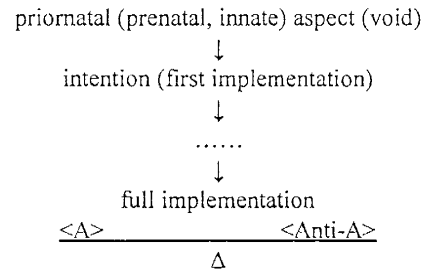 priornatal (prenatal, innate) aspect (void)
↓
intention (first implementation)
↓
......
↓
full implementation
<A> <Anti-A>
Δ